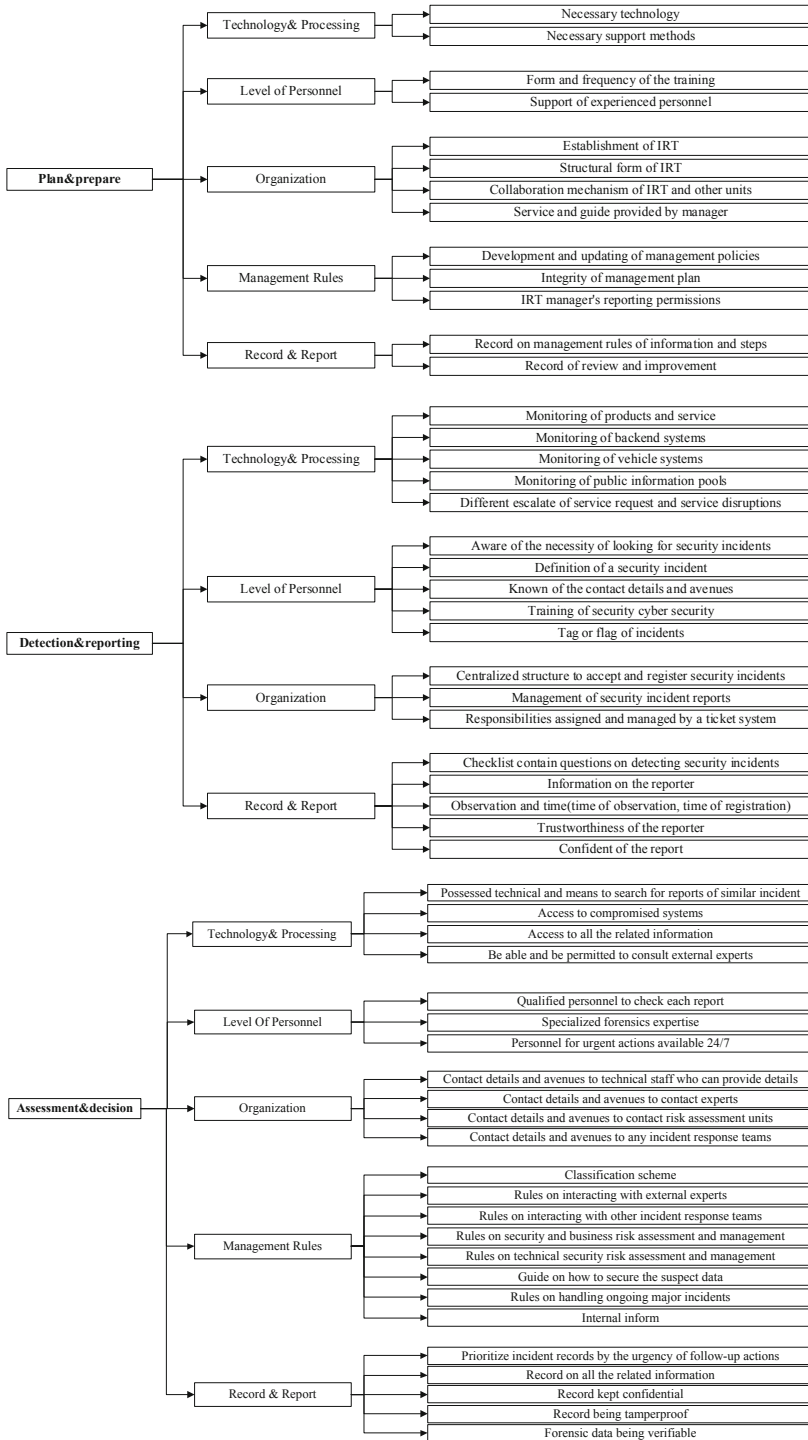 Plan&prepare
Technology& Processing
Necessary technology
Necessary support methods
Level of Personnel
Form and frequency of the training
Support of experienced personnel
Organization
Establishment of IRT
Structural form of IRT
Collaboration mechanism of IRT and other units
Service and guide provided by manager
Management Rules
Development and updating of management policies
Integrity of management plan
IRT manager's reporting permissions
Record & Report
Record on management rules of information and steps
Record of review and improvement
Detection&reporting
Technology& Processing
Monitoring of products and service
Monitoring of backend systems
Monitoring of vehicle systems
Monitoring of public information pools
Different escalate of service request and service disruptions
Level of Personnel
Aware of the necessity of looking for security incidents
Definition of a security incident
Known of the contact details and avenues
Training of security cyber security
Tag or flag of incidents
Organization
Centralized structure to accept and register security incidents
Management of security incident reports
Responsibilities assigned and managed by a ticket system
Record & Report
Checklist contain questions on detecting security incidents
Information on the reporter
Observation and time(time of observation, time of registration)
Trustworthiness of the reporter
Confident of the report
Assessment&decision
Technology& Processing
Possessed technical and means to search for reports of similar incident
Access to compromised systems
Access to all the related information
Be able and be permitted to consult external experts
Level Of Personnel
Qualified personnel to check each report
Specialized forensics expertise
Personnel for urgent actions available 24/7
Organization
Contact details and avenues to technical staff who can provide details
Contact details and avenues to contact experts
Contact details and avenues to contact risk assessment units
Contact details and avenues to any incident response teams
Management Rules
Classification scheme
Rules on interacting with external experts
Rules on interacting with other incident response teams
Rules on security and business risk assessment and management
Rules on technical security risk assessment and management
Guide on how to secure the suspect data
Rules on handling ongoing major incidents
Internal inform
Record & Report
Prioritize incident records by the urgency of follow-up actions
Record on all the related information
Record kept confidential
Record being tamperproof
Forensic data being verifiable